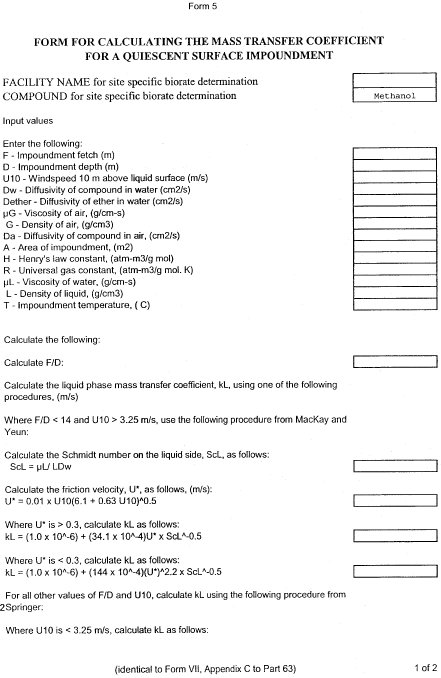 Form 5
FORM FOR CALCULATING THE MASS TRANSFER COEFFICIENT
FOR A QUIESCENT SURFACE IMPOUNDMENT
FACILITY NAME for site specific biorate determination
COMPOUND for site specific biorate determination Methanol
Input values
Enter the following:
F - Impoundment fetch (m)
D - Impoundment depth (m)
U10 - Windspeed 10 m above liquid surface (m/s)
Dw - Diffusivity of compound in water (cm2/s)
Dether - Diffusivity of ether in water (cm2/s)
µG - Viscosity of air, (g/cm-s)
G - Density of air, (g/cm3)
Da - Diffusivity of compound in air, (cm2/s)
A - Area of impoundment, (m2)
H - Henry's law constant, (atm-m3/g mol)
R - Universal gas constant, (atm-m3/g mol. K)
µL - Viscosity of water, (g/cm-s)
L - Density of liquid, (g/cm3)
T - Impoundment temperature, ( C)
Calculate the following:
Calculate F/D:
Calculate the liquid phase mass transfer coefficient, kL, using one of the following
procedures, (m/s)
Where F/D < 14 and U10 > 3.25 m/s, use the following procedure from MacKay and
Yeun:
Calculate the Schmidt number on the liquid side, ScL, as follows:
ScL = µL/ LDw
Calculate the friction velocity, U*, as follows, (m/s):
U* = 0.01 x U10(6.1 + 0.63 U10)^0.5
Where U* is > 0.3, calculate kL as follows:
kL = (1.0 x 10^-6) + (34.1 x 10^-4)U* x ScL^-0.5
Where U* is < 0.3, calculate kL as follows:
kL = (1.0 x 10^-6) + (144 x 10^-4)(U*)^2.2 x ScL^-0.5
For all other values of F/D and U10, calculate kL using the following procedure from
2Springer:
Where U10 is < 3.25 m/s, calculate kL as follows:
(identical to Form VII, Appendix C to Part 63) 1 of 2